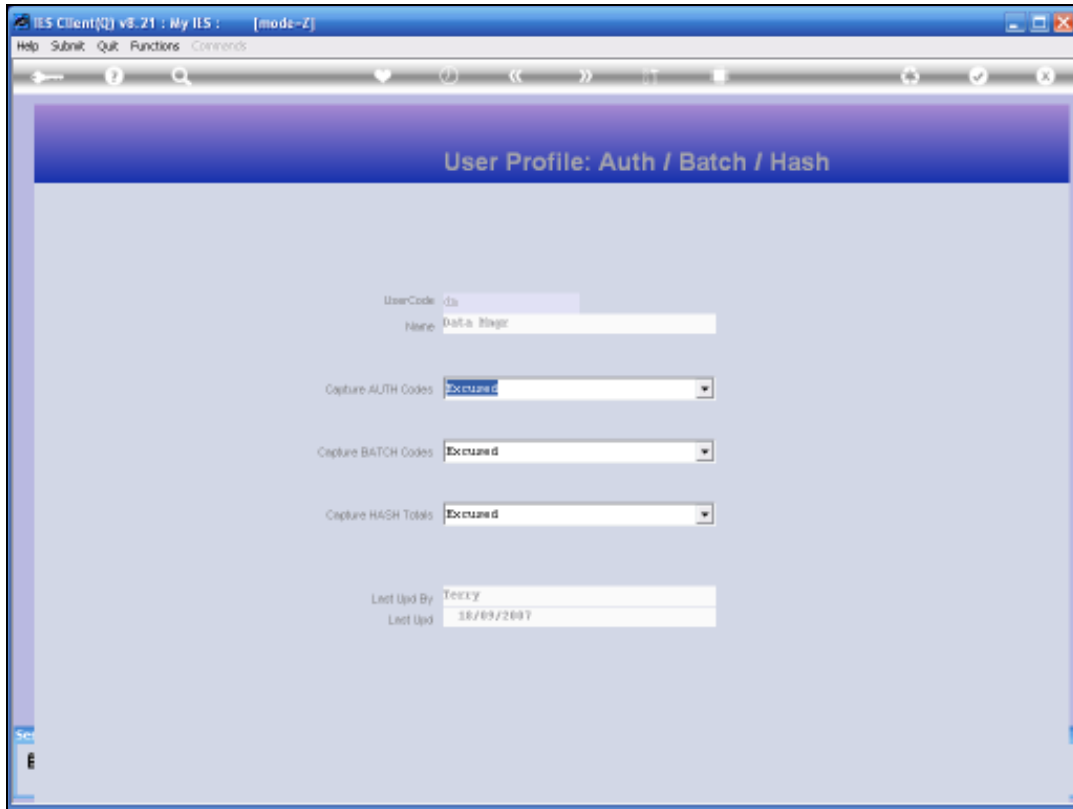 IES Client(Q) v8.21 : My IES : [mode=Z]
Help Submit Quit Functions Commends
User Profile: Auth / Batch / Hash
UserCode
Name Data Mngr
Capture AUTH Codes Excused
Capture BATCH Codes Excused
Capture HASH Totals Excused
Last Upd By Terry
Last Upd 18/09/2007